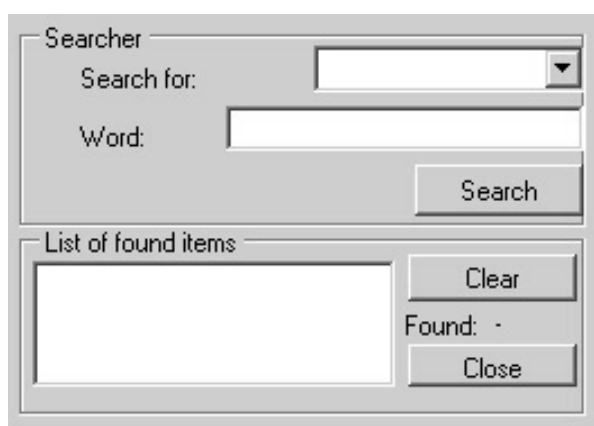 Searcher
Search for:
Word:
Search
List of found items
Clear
Found: -
Close